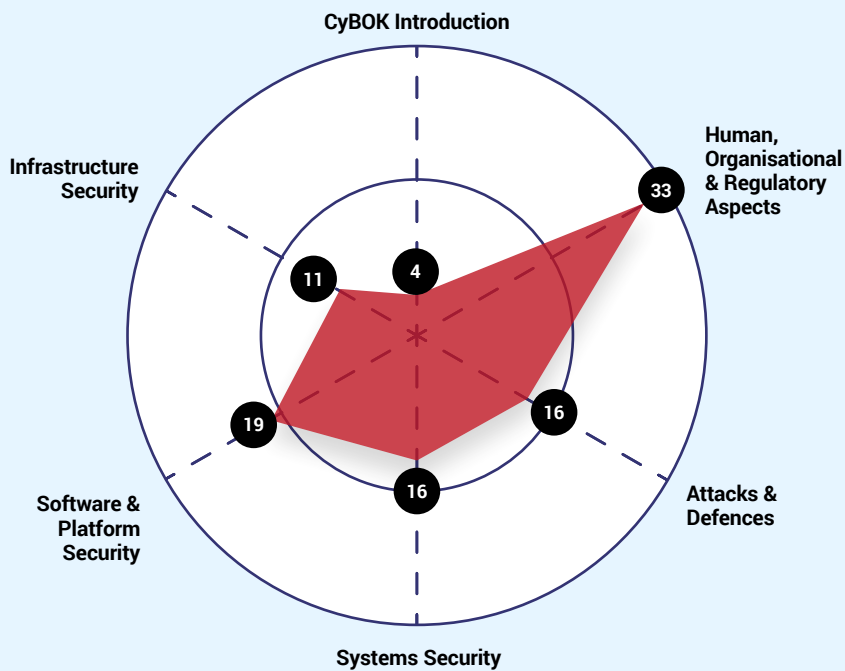 CyBOK Introduction
Human,
Organisational
& Regulatory
Aspects
33
Infrastructure
Security
11
4
19
16
16
Software &
Platform
Security
Attacks &
Defences
Systems Security